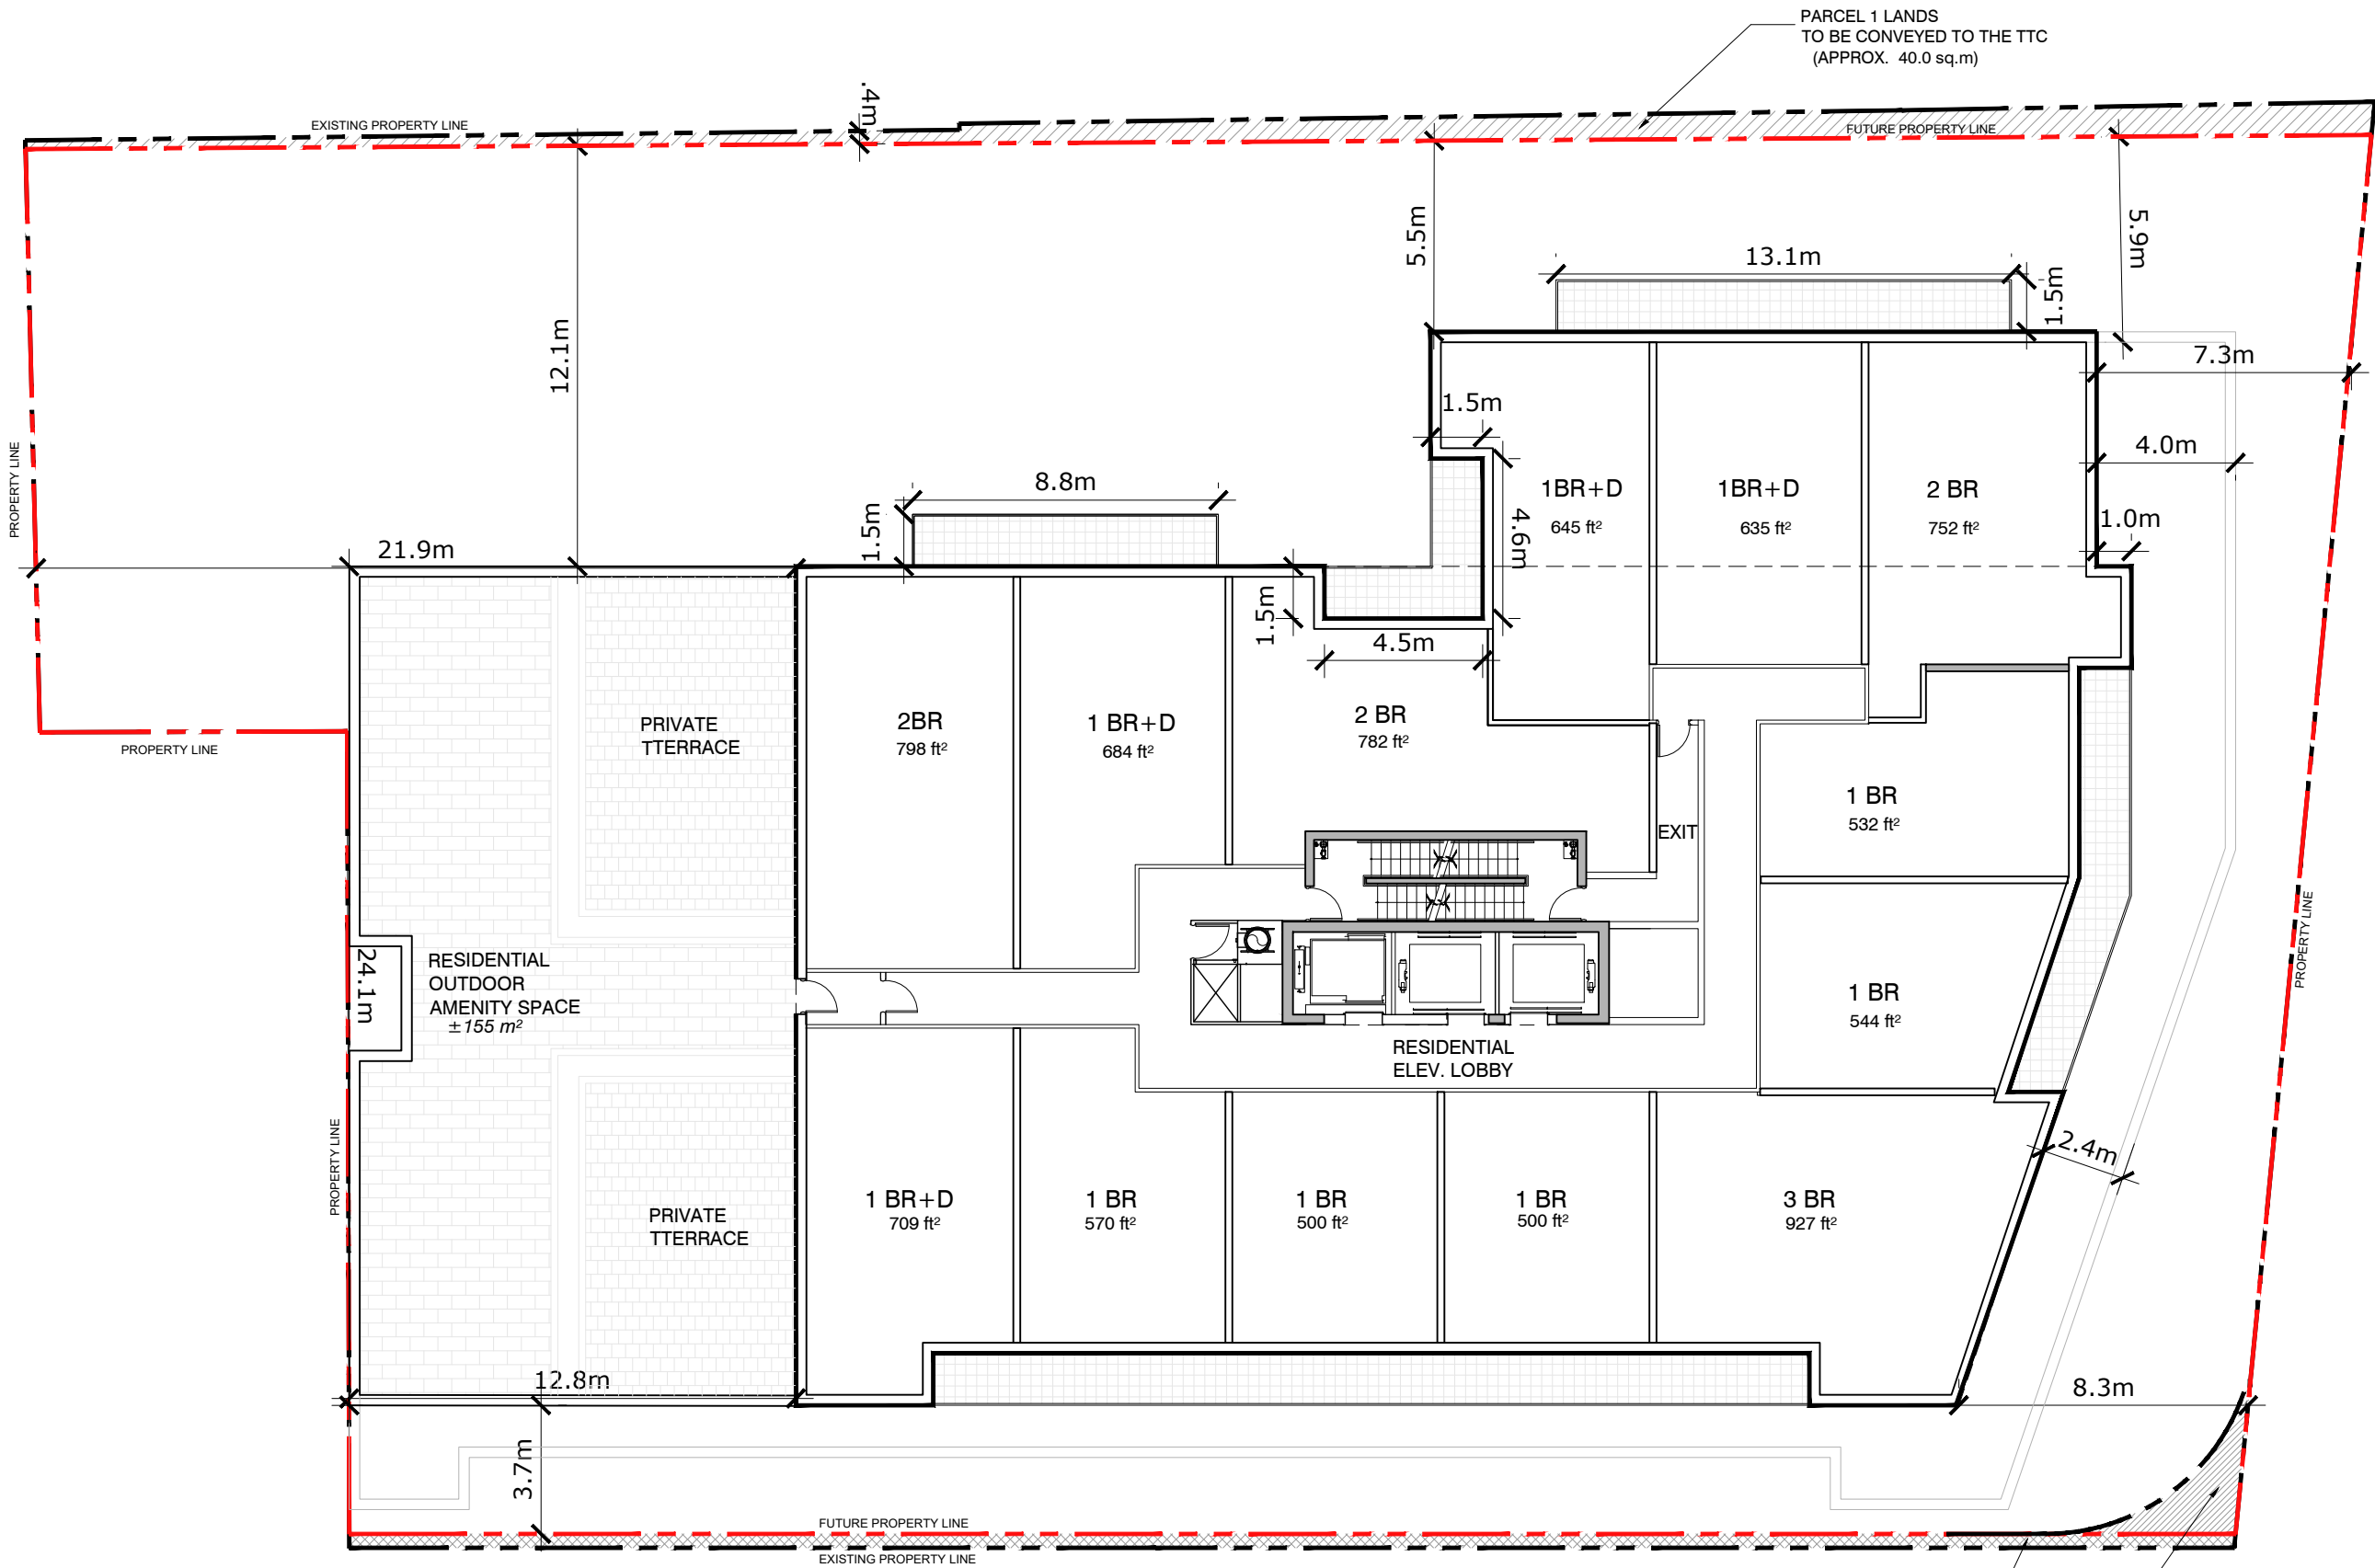 PARCEL 1 LANDS
TO BE CONVEYED TO THE TTC
(APPROX. 40.0 sq.m)
.4m
EXISTING PROPERTY LINE
FUTURE PROPERTY LINE
5.5m
5.9m
13.1m
1.5m
12.1m
7.3m
1.5m
4.0m
PROPERTY LINE
8.8m
1BR+D
645 ft²
1BR+D
635 ft²
2 BR
752 ft²
1.5m
4.6m
1.0m
21.9m
1.5m
4.5m
PROPERTY LINE
PRIVATE
TTERRACE
2BR
798 ft²
1 BR+D
684 ft²
2 BR
782 ft²
1 BR
532 ft²
EXIT
PROPERTY LINE
24.1m
RESIDENTIAL
OUTDOOR
AMENITY SPACE
±155 m²
1 BR
544 ft²
RESIDENTIAL
ELEV. LOBBY
PROPERTY LINE
2.4m
PRIVATE
TTERRACE
1 BR+D
709 ft²
1 BR
570 ft²
1 BR
500 ft²
1 BR
500 ft²
3 BR
927 ft²
12.8m
8.3m
3.7m
FUTURE PROPERTY LINE
EXISTING PROPERTY LINE